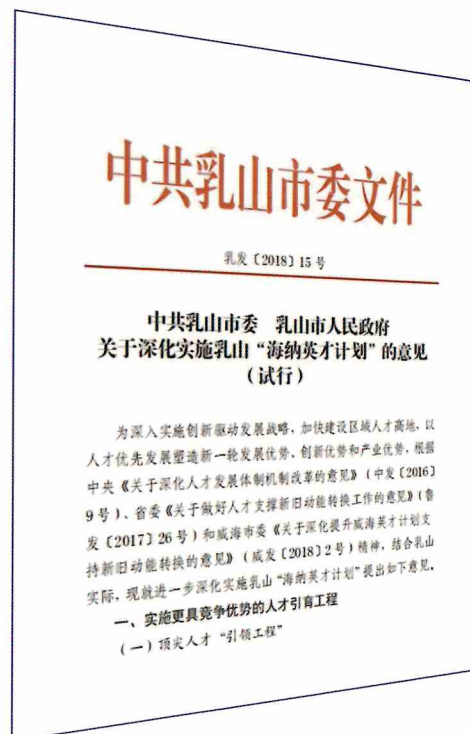 中共乳山市委文件
乳发〔2018〕15号
中共乳山市委 乳山市人民政府
关于深化实施乳山“海纳英才计划”的意见
（试行）
为深入实施创新驱动发展战略，加快建设区域人才高地，以
人才优先发展塑造新一轮发展优势、创新优势和产业优势，根据
中央《关于深化人才发展体制机制改革的意见》（中发〔2016〕
9号）、省委《关于做好人才支撑新旧动能转换工作的意见》（鲁
发〔2017〕26号）和威海市委《关于深化提升威海英才计划支
持新旧动能转换的意见》（威发〔2018〕2号）精神，结合乳山
实际，现就进一步深化实施乳山“海纳英才计划”提出如下意见。
一、实施更具竞争优势的人才引育工程
（一）顶尖人才“引领工程”